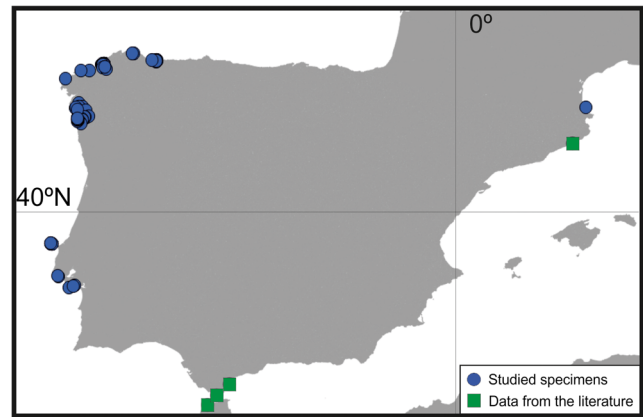 0º
40ºN
Studied specimens
Data from the literature